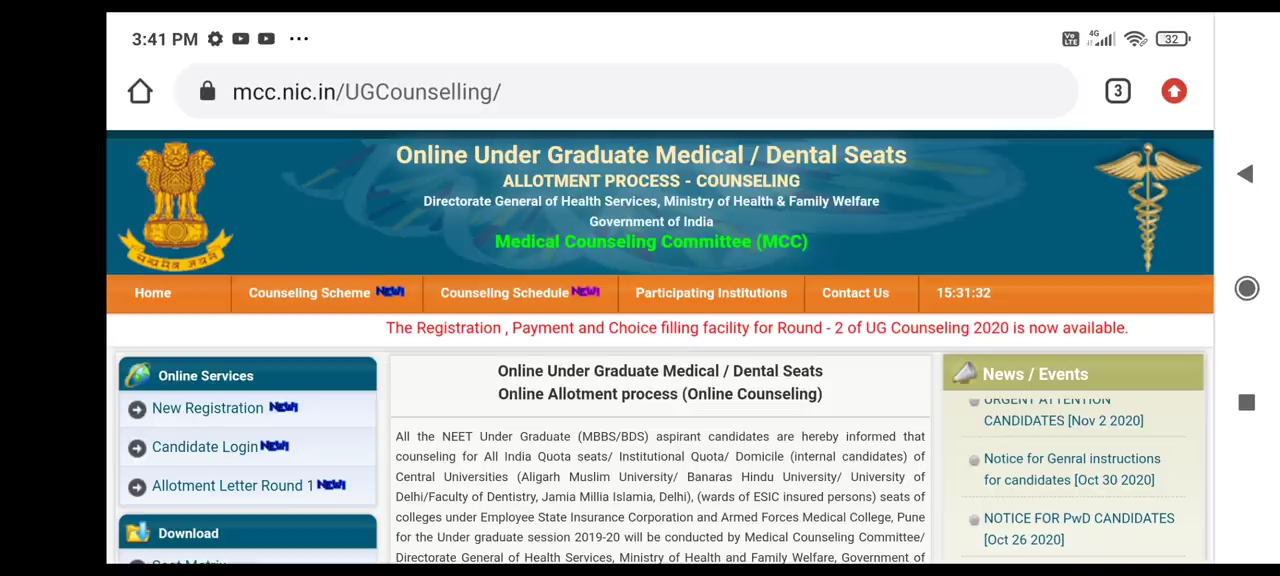 3:41 PM
Vo LTE 4G 32
mcc.nic.in/UGCounselling/
3
Online Under Graduate Medical / Dental Seats
ALLOTMENT PROCESS - COUNSELING
Directorate General of Health Services, Ministry of Health & Family Welfare
Government of India
Medical Counseling Committee (MCC)
सत्यमेव जयते
Home Counseling Scheme NEW! Counseling Schedule NEW! Participating Institutions Contact Us 15:31:32
The Registration , Payment and Choice filling facility for Round - 2 of UG Counseling 2020 is now available.
Online Services
New Registration NEW!
Candidate Login NEW!
Allotment Letter Round 1 NEW!
Download
Seat Matrix
Online Under Graduate Medical / Dental Seats
Online Allotment process (Online Counseling)
All the NEET Under Graduate (MBBS/BDS) aspirant candidates are hereby informed that
counseling for All India Quota seats/ Institutional Quota/ Domicile (internal candidates) of
Central Universities (Aligarh Muslim University/ Banaras Hindu University/ University of
Delhi/Faculty of Dentistry, Jamia Millia Islamia, Delhi), (wards of ESIC insured persons) seats of
colleges under Employee State Insurance Corporation and Armed Forces Medical College, Pune
for the Under graduate session 2019-20 will be conducted by Medical Counseling Committee/
Directorate General of Health Services, Ministry of Health and Family Welfare, Government of
News / Events
URGENT ATTENTION
CANDIDATES [Nov 2 2020]
Notice for Genral instructions
for candidates [Oct 30 2020]
NOTICE FOR PwD CANDIDATES
[Oct 26 2020]